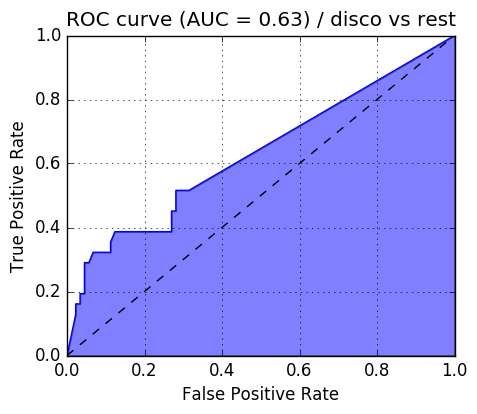 ROC curve (AUC = 0.63) / disco vs rest
1.0
0.8
0.6
0.4
0.2
0.0
True Positive Rate
0.0 0.2 0.4 0.6 0.8 1.0
False Positive Rate